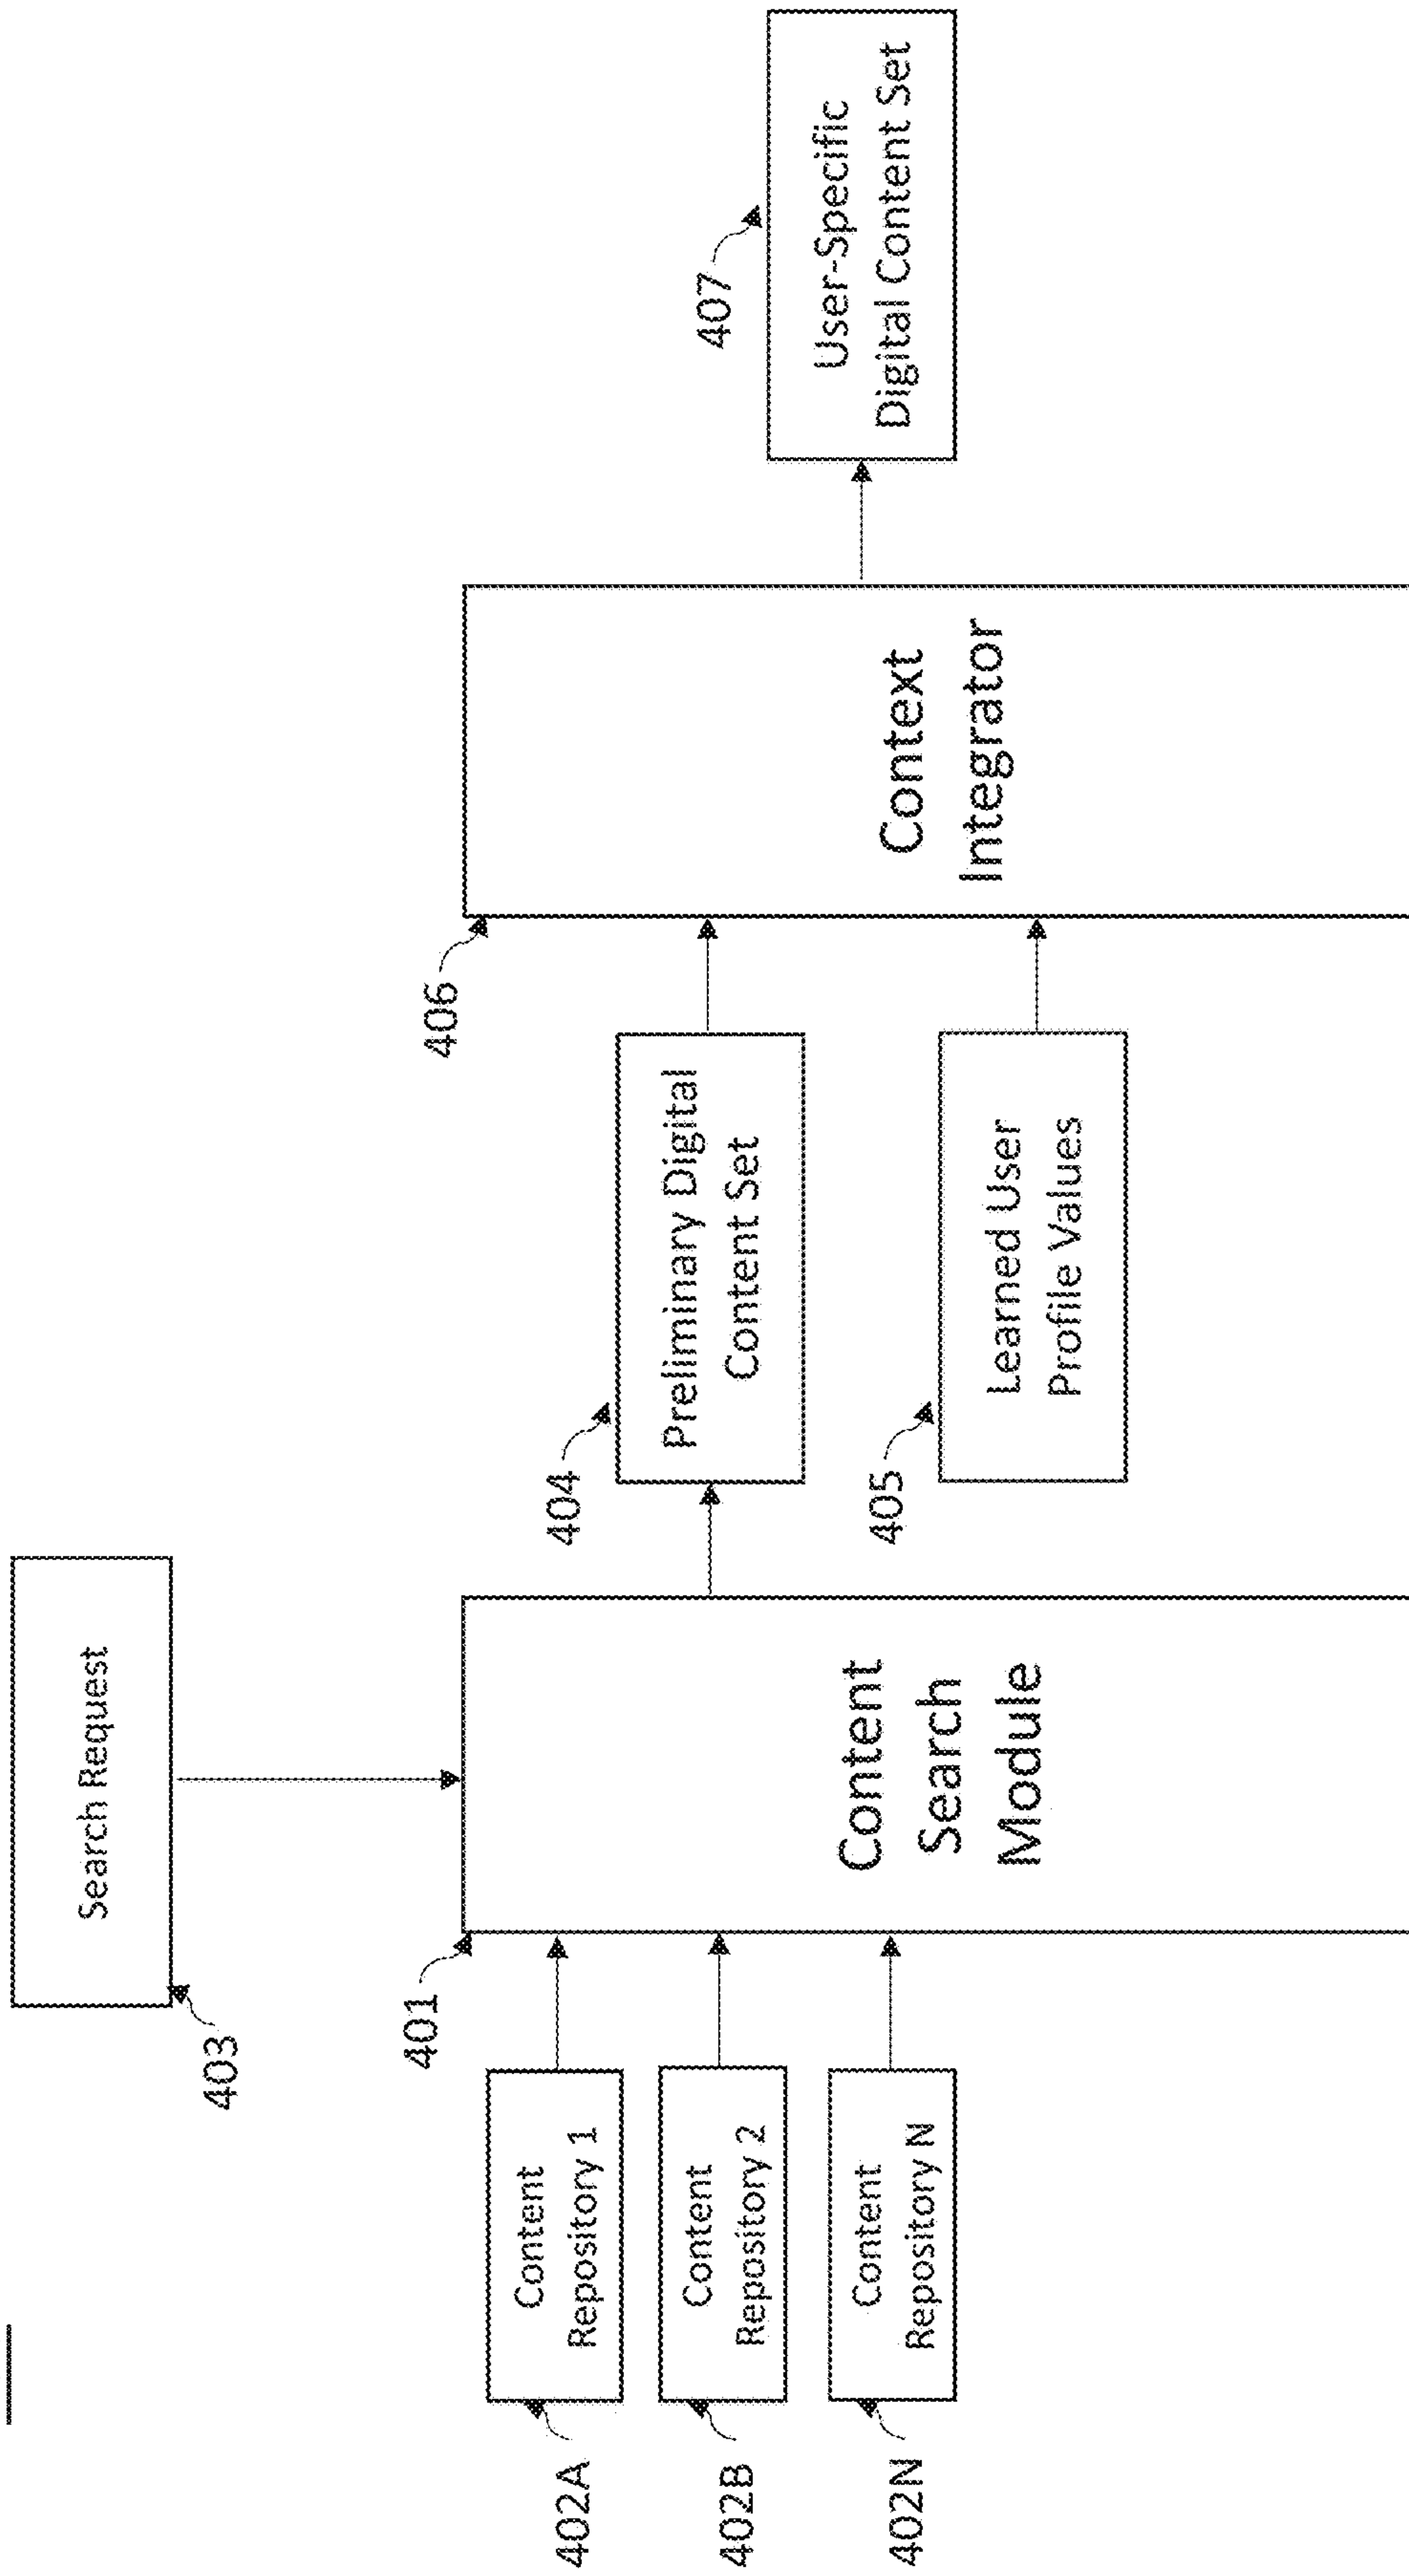 Search Request
403
401
402A
Content
Repository 1
402B
Content
Repository 2
402N
Content
Repository N
Content
Search
Module
404
Preliminary Digital
Content Set
405
Learned User
Profile Values
406
Context
Integrator
407
User-Specific
Digital Content Set